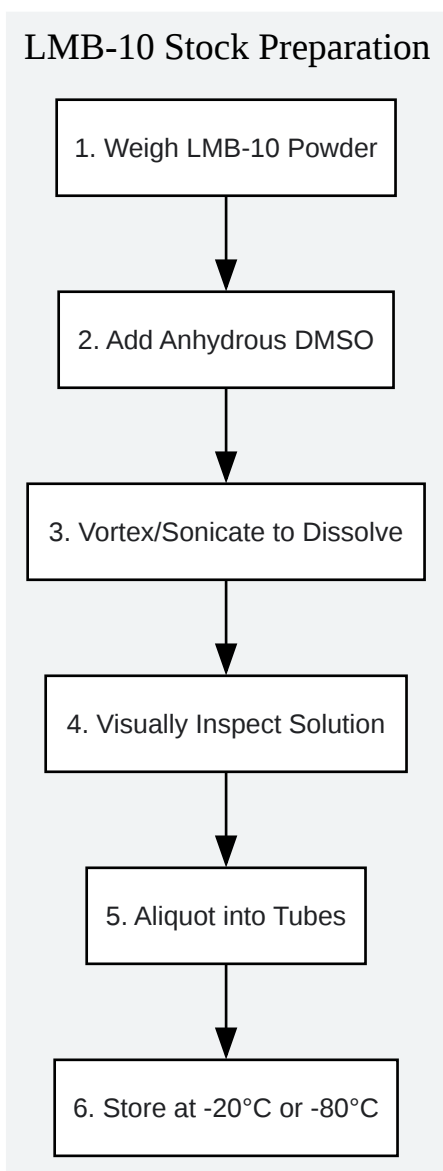 LMB-10 Stock Preparation
1. Weigh LMB-10 Powder
2. Add Anhydrous DMSO
3. Vortex/Sonicate to Dissolve
4. Visually Inspect Solution
5. Aliquot into Tubes
6. Store at -20°C or -80°C